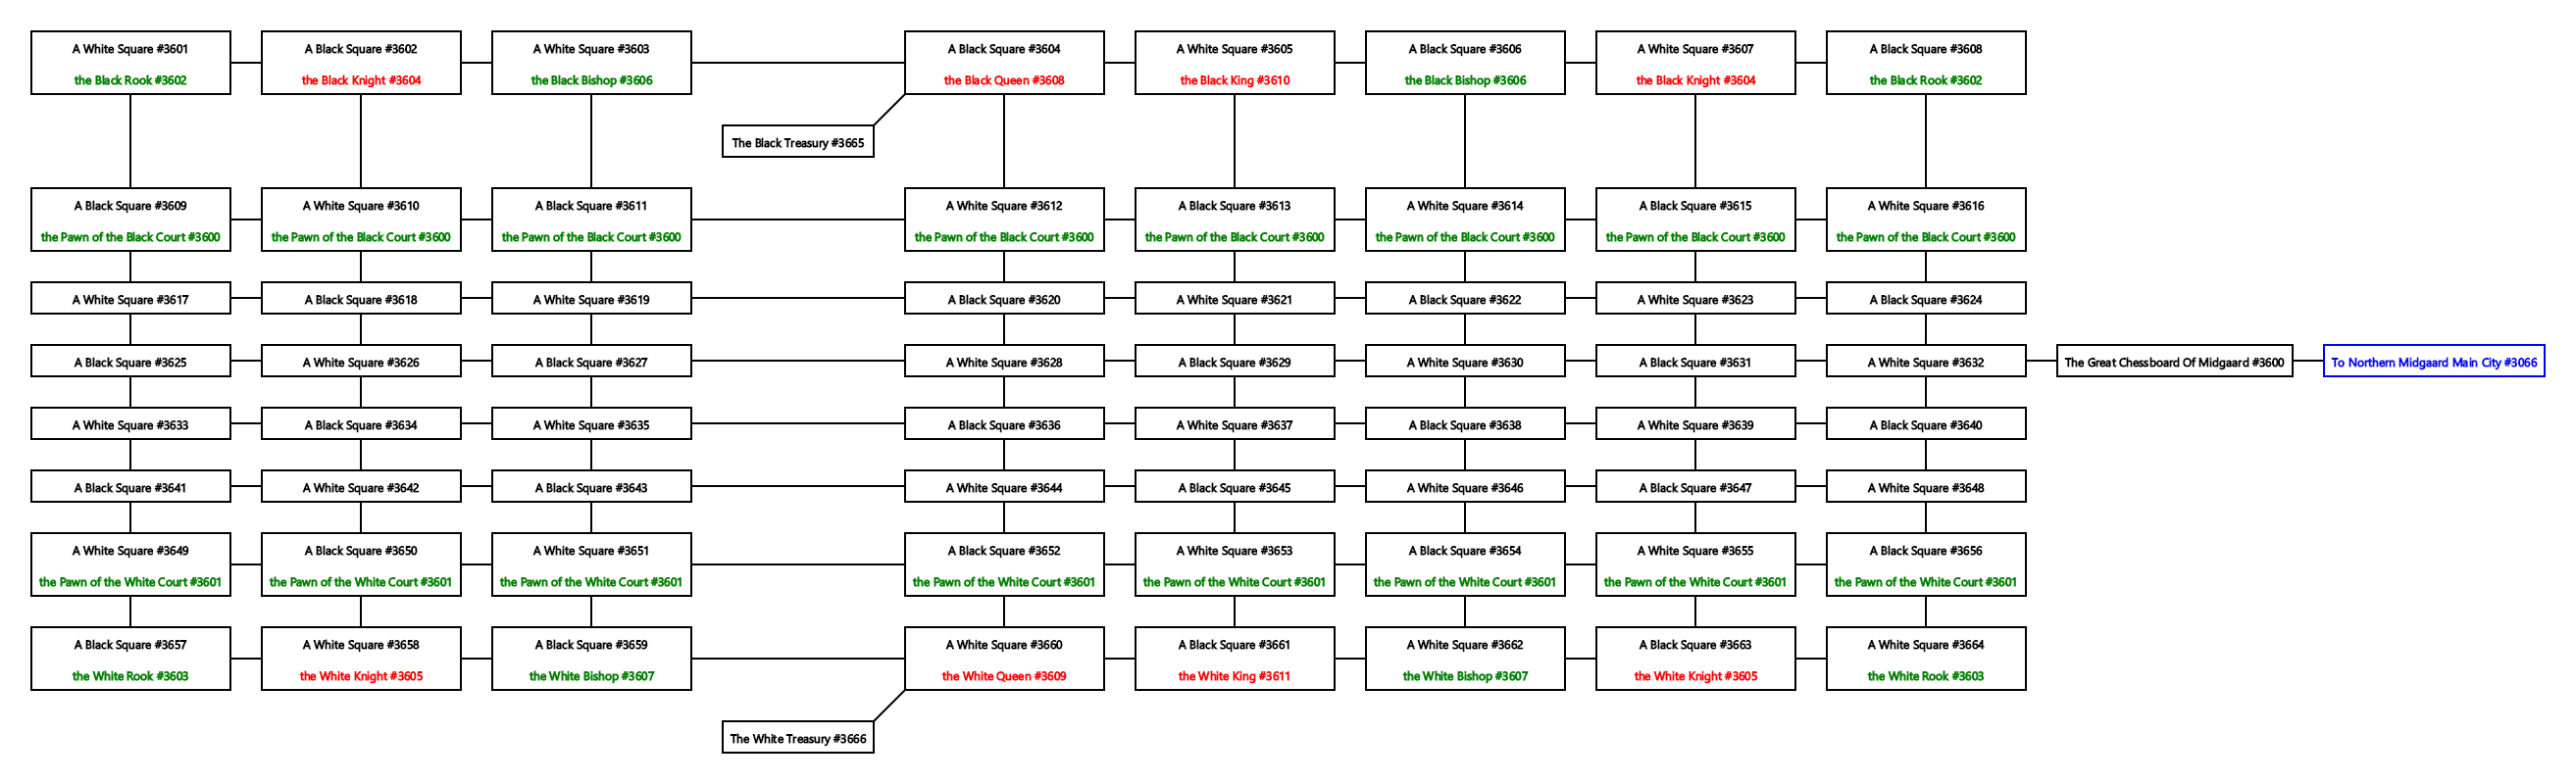 A White Square #3601
the Black Rook #3602
A Black Square #3602
the Black Knight #3604
A White Square #3603
the Black Bishop #3606
A Black Square #3604
the Black Queen #3608
A White Square #3605
the Black King #3610
A Black Square #3606
the Black Bishop #3606
A White Square #3607
the Black Knight #3604
A Black Square #3608
the Black Rook #3602
The Black Treasury #3665
A Black Square #3609
the Pawn of the Black Court #3600
A White Square #3610
the Pawn of the Black Court #3600
A Black Square #3611
the Pawn of the Black Court #3600
A White Square #3612
the Pawn of the Black Court #3600
A Black Square #3613
the Pawn of the Black Court #3600
A White Square #3614
the Pawn of the Black Court #3600
A Black Square #3615
the Pawn of the Black Court #3600
A White Square #3616
the Pawn of the Black Court #3600
A White Square #3617
A Black Square #3618
A White Square #3619
A Black Square #3620
A White Square #3621
A Black Square #3622
A White Square #3623
A Black Square #3624
A Black Square #3625
A White Square #3626
A Black Square #3627
A White Square #3628
A Black Square #3629
A White Square #3630
A Black Square #3631
A White Square #3632
The Great Chessboard Of Midgaard #3600
To Northern Midgaard Main City #3066
A White Square #3633
A Black Square #3634
A White Square #3635
A Black Square #3636
A White Square #3637
A Black Square #3638
A White Square #3639
A Black Square #3640
A Black Square #3641
A White Square #3642
A Black Square #3643
A White Square #3644
A Black Square #3645
A White Square #3646
A Black Square #3647
A White Square #3648
A White Square #3649
the Pawn of the White Court #3601
A Black Square #3650
the Pawn of the White Court #3601
A White Square #3651
the Pawn of the White Court #3601
A Black Square #3652
the Pawn of the White Court #3601
A White Square #3653
the Pawn of the White Court #3601
A Black Square #3654
the Pawn of the White Court #3601
A White Square #3655
the Pawn of the White Court #3601
A Black Square #3656
the Pawn of the White Court #3601
A Black Square #3657
the White Rook #3603
A White Square #3658
the White Knight #3605
A Black Square #3659
the White Bishop #3607
A White Square #3660
the White Queen #3609
A Black Square #3661
the White King #3611
A White Square #3662
the White Bishop #3607
A Black Square #3663
the White Knight #3605
A White Square #3664
the White Rook #3603
The White Treasury #3666